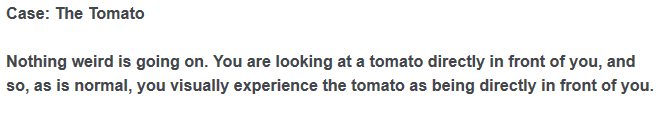 Case: The Tomato
Nothing weird is going on. You are looking at a tomato directly in front of you, and
so, as is normal, you visually experience the tomato as being directly in front of you.